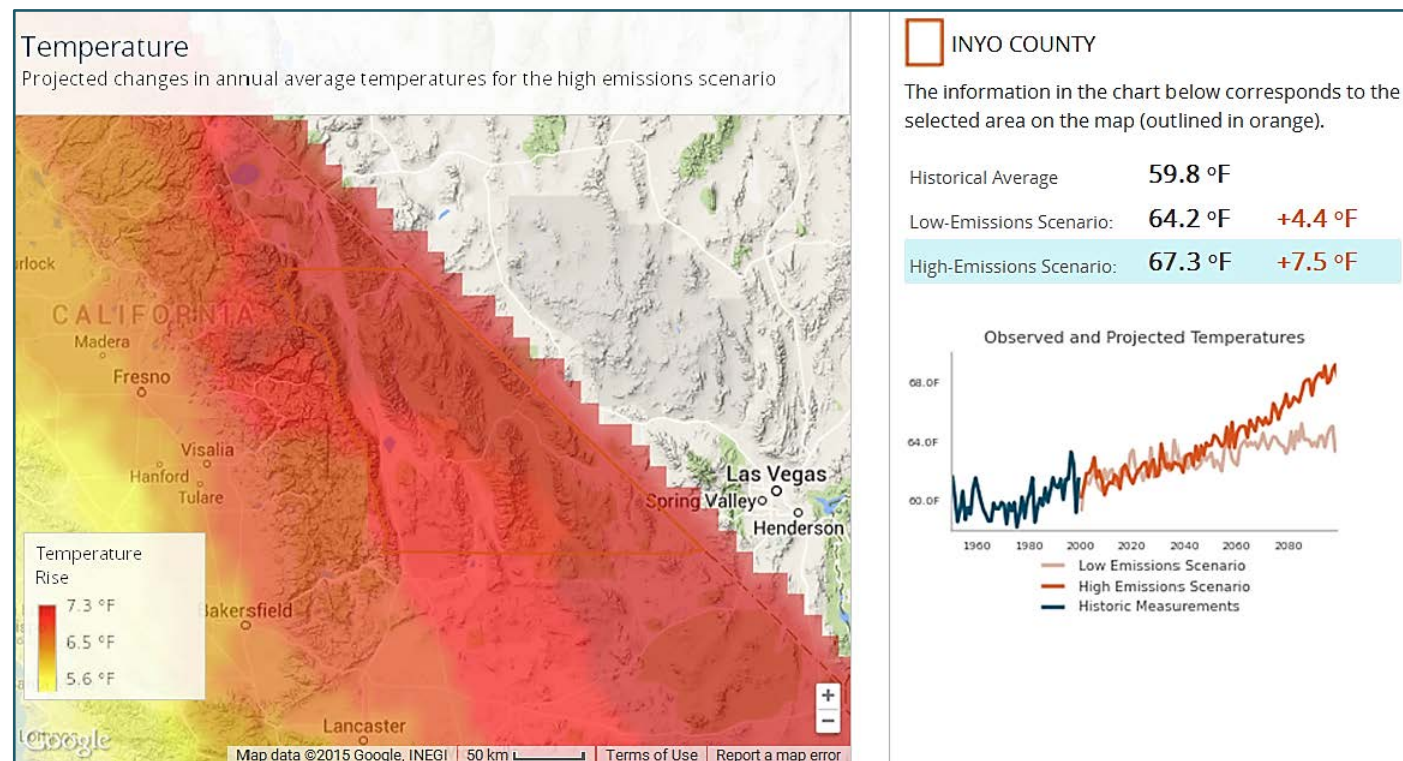 Temperature
Projected changes in annual average temperatures for the high emissions scenario
urlock
CALIFORNIA
Madera
Fresno
Visalia
Hanford
Tulare
Las Vegas
Spring Valley
Henderson
Temperature
Rise
7.3 °F
6.5 °F
5.6 °F
Bakersfield
Lancaster
Google
Map data ©2015 Google, INEGI
50 km
Terms of Use
Report a map error
+
−
INYO COUNTY
The information in the chart below corresponds to the
selected area on the map (outlined in orange).
Historical Average 59.8 °F
Low-Emissions Scenario: 64.2 °F +4.4 °F
High-Emissions Scenario: 67.3 °F +7.5 °F
Observed and Projected Temperatures
68.0F
64.0F
60.0F
1960 1980 2000 2020 2040 2060 2080
Low Emissions Scenario
High Emissions Scenario
Historic Measurements